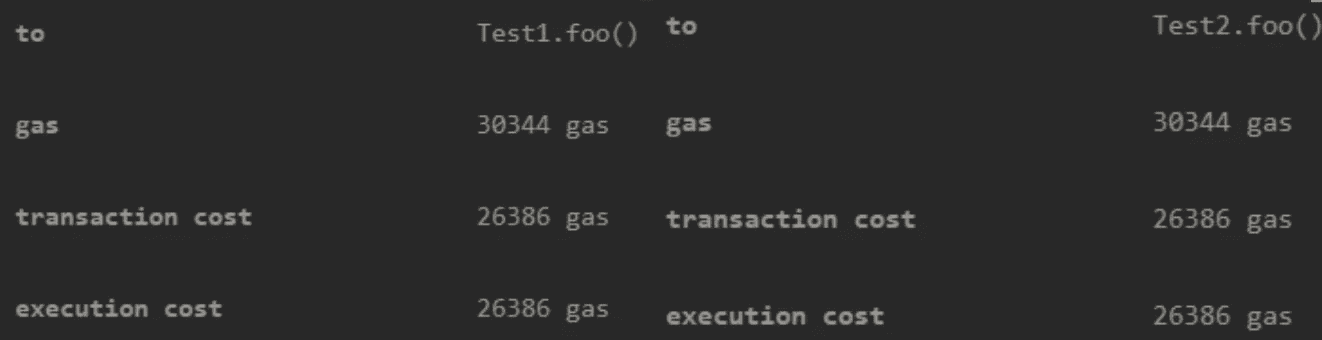 to Test1.foo()
gas 30344 gas
transaction cost 26386 gas
execution cost 26386 gas
to Test2.foo()
gas 30344 gas
transaction cost 26386 gas
execution cost 26386 gas